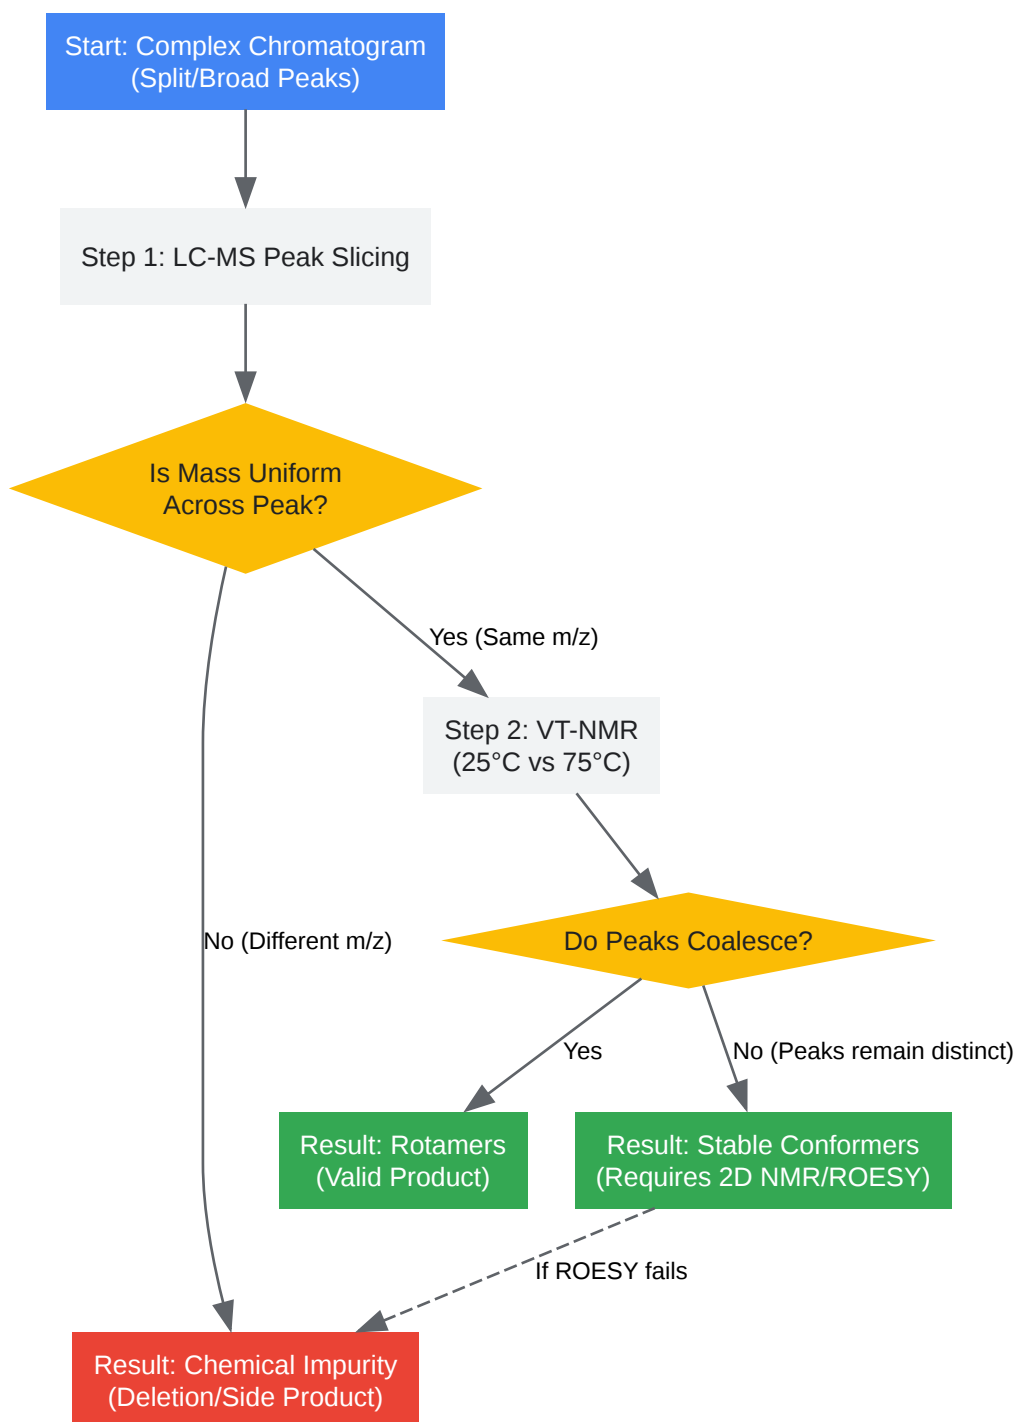 Start: Complex Chromatogram
(Split/Broad Peaks)
Step 1: LC-MS Peak Slicing
Is Mass Uniform
Across Peak?
Yes (Same m/z)
Step 2: VT-NMR
(25°C vs 75°C)
No (Different m/z)
Do Peaks Coalesce?
Yes
No (Peaks remain distinct)
Result: Rotamers
(Valid Product)
Result: Stable Conformers
(Requires 2D NMR/ROESY)
If ROESY fails
Result: Chemical Impurity
(Deletion/Side Product)